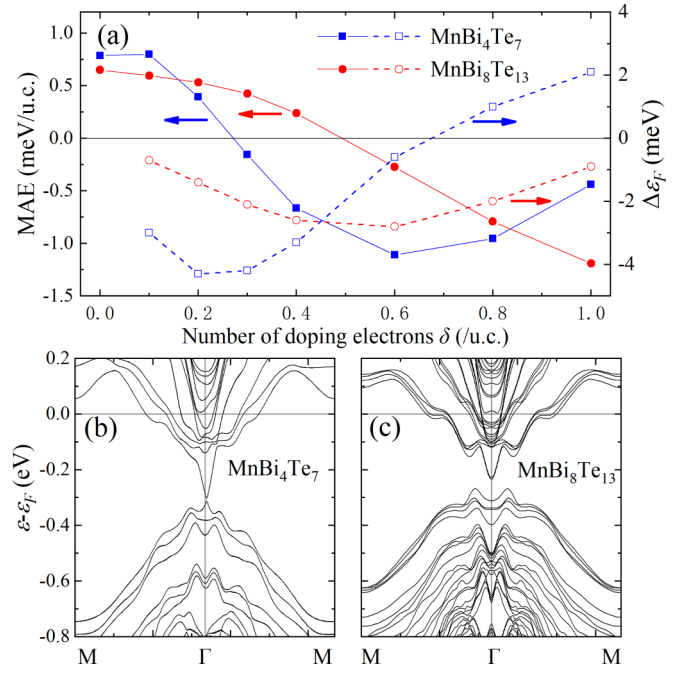 (a)
MnBi4Te7
MnBi8Te13
MAE (meV/u.c.)
1.0
0.5
0.0
-0.5
-1.0
-1.5
4
2
0
-2
-4
ΔεF (meV)
0.0 0.2 0.4 0.6 0.8 1.0
Number of doping electrons δ (/u.c.)
ε-εF (eV)
0.2
0.0
-0.2
-0.4
-0.6
-0.8
(b)
MnBi4Te7
M Γ M
(c)
MnBi8Te13
M Γ M